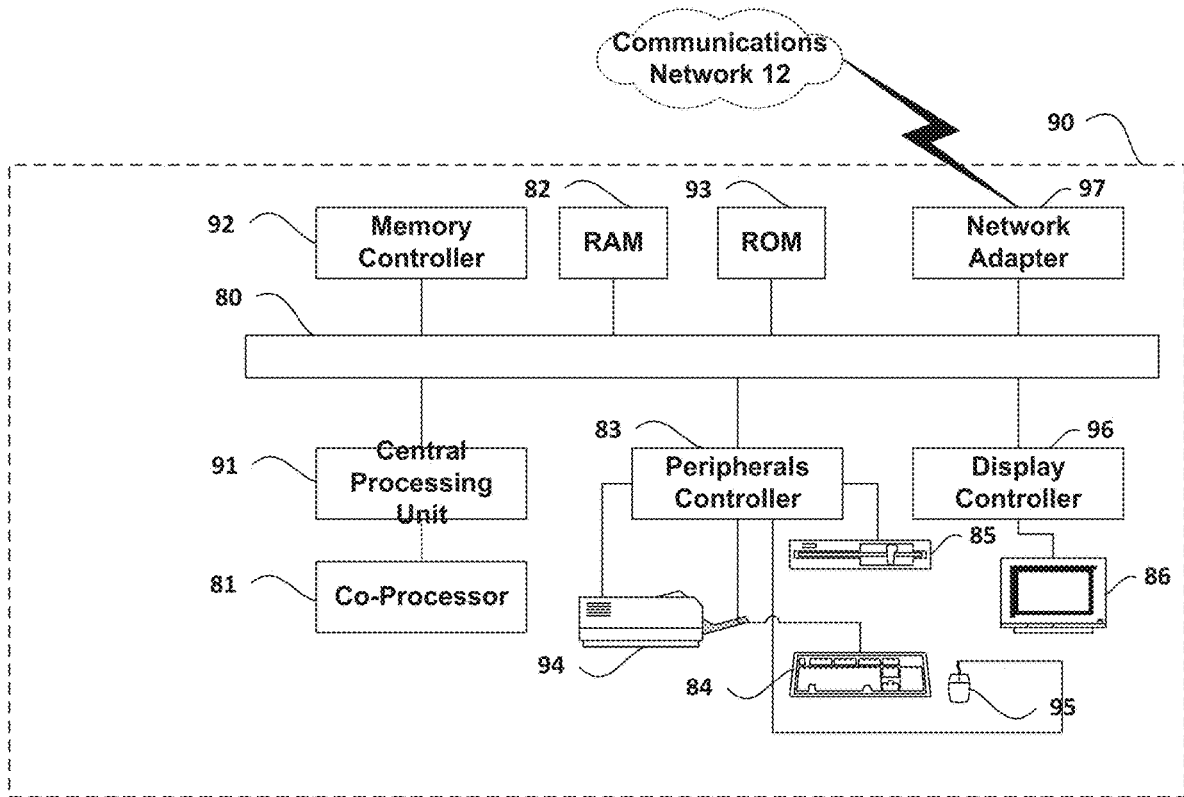 Communications
Network 12
90
82
93
97
92
Memory
Controller
RAM
ROM
Network
Adapter
80
83
96
91
Central
Processing
Unit
Peripherals
Controller
Display
Controller
85
81
Co-Processor
86
94
84
95